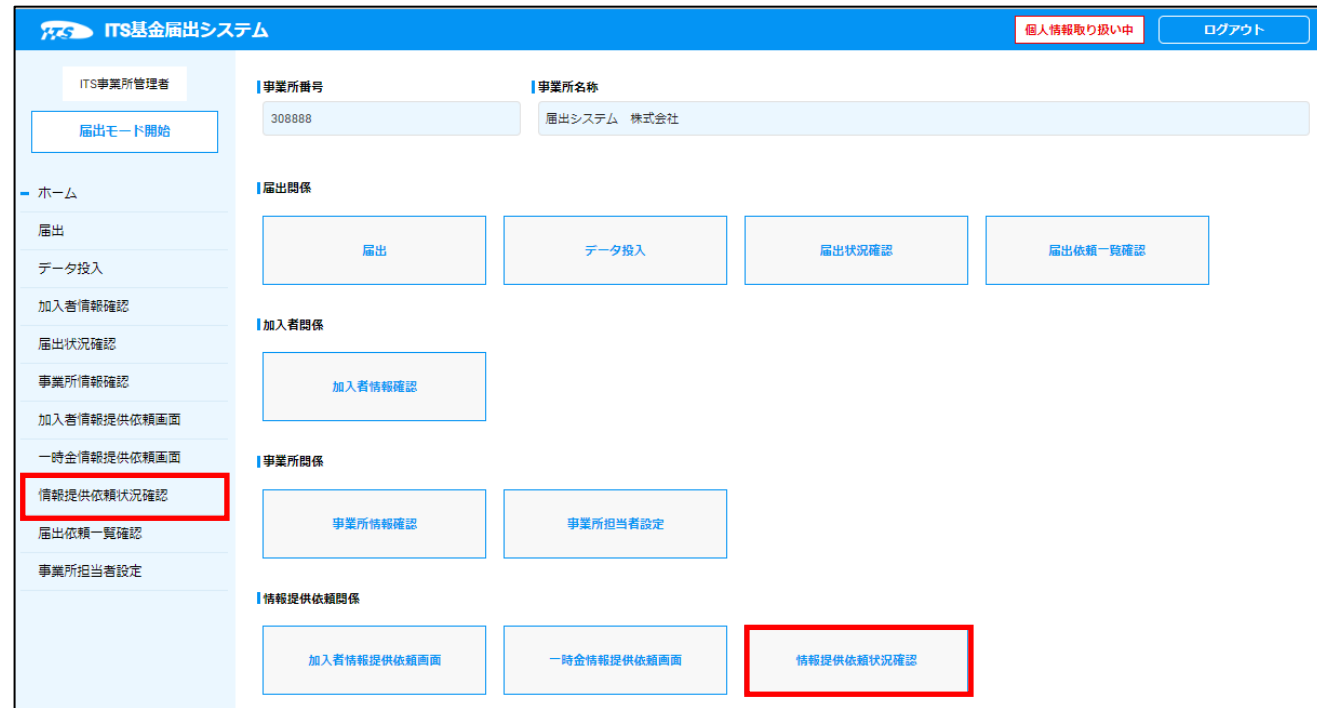 ITS ITS基金届出システム
個人情報取り扱い中
ログアウト
ITS事業所管理者
届出モード開始
ホーム
届出
データ投入
加入者情報確認
届出状況確認
事業所情報確認
加入者情報提供依頼画面
一時金情報提供依頼画面
情報提供依頼状況確認
届出依頼一覧確認
事業所担当者設定
事業所番号
事業所名称
308888
届出システム 株式会社
届出関係
届出
データ投入
届出状況確認
届出依頼一覧確認
加入者関係
加入者情報確認
事業所関係
事業所情報確認
事業所担当者設定
情報提供依頼関係
加入者情報提供依頼画面
一時金情報提供依頼画面
情報提供依頼状況確認